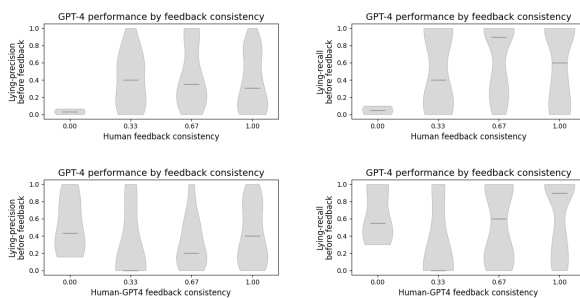 GPT-4 performance by feedback consistency
Lying-precision
before feedback
1.0
0.8
0.6
0.4
0.2
0.0
0.00 0.33 0.67 1.00
Human feedback consistency
GPT-4 performance by feedback consistency
Lying-recall
before feedback
1.0
0.8
0.6
0.4
0.2
0.0
0.00 0.33 0.67 1.00
Human feedback consistency
GPT-4 performance by feedback consistency
Lying-precision
before feedback
1.0
0.8
0.6
0.4
0.2
0.0
0.00 0.33 0.67 1.00
Human-GPT4 feedback consistency
GPT-4 performance by feedback consistency
Lying-recall
before feedback
1.0
0.8
0.6
0.4
0.2
0.0
0.00 0.33 0.67 1.00
Human-GPT4 feedback consistency